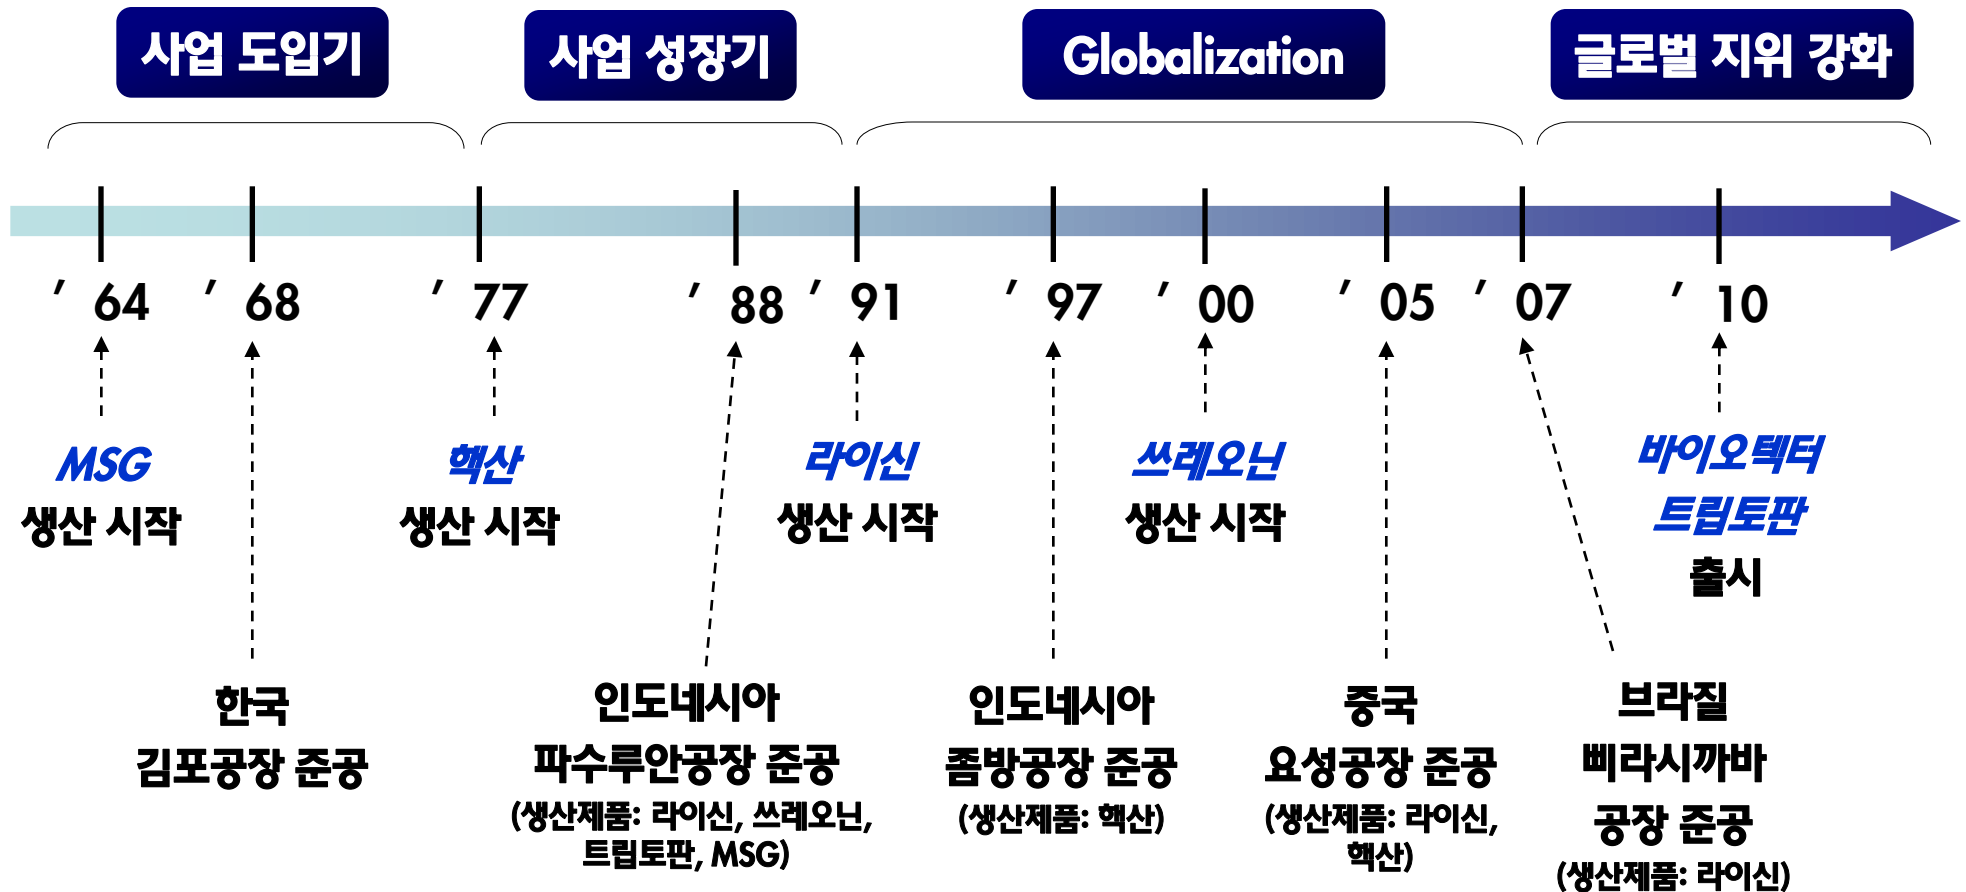 사업 도입기
사업 성장기
Globalization
글로벌 지위 강화
’ 64
’ 68
’ 77
’ 88
’ 91
’ 97
’ 00
’ 05
’ 07
’ 10
MSG
생산 시작
핵산
생산 시작
라이신
생산 시작
쓰레오닌
생산 시작
바이오텍터
트립토판
출시
한국
김포공장 준공
인도네시아
파수루안공장 준공
(생산제품: 라이신, 쓰레오닌,
트립토판, MSG)
인도네시아
좀방공장 준공
(생산제품: 핵산)
중국
요성공장 준공
(생산제품: 라이신,
핵산)
브라질
삐라시까바
공장 준공
(생산제품: 라이신)